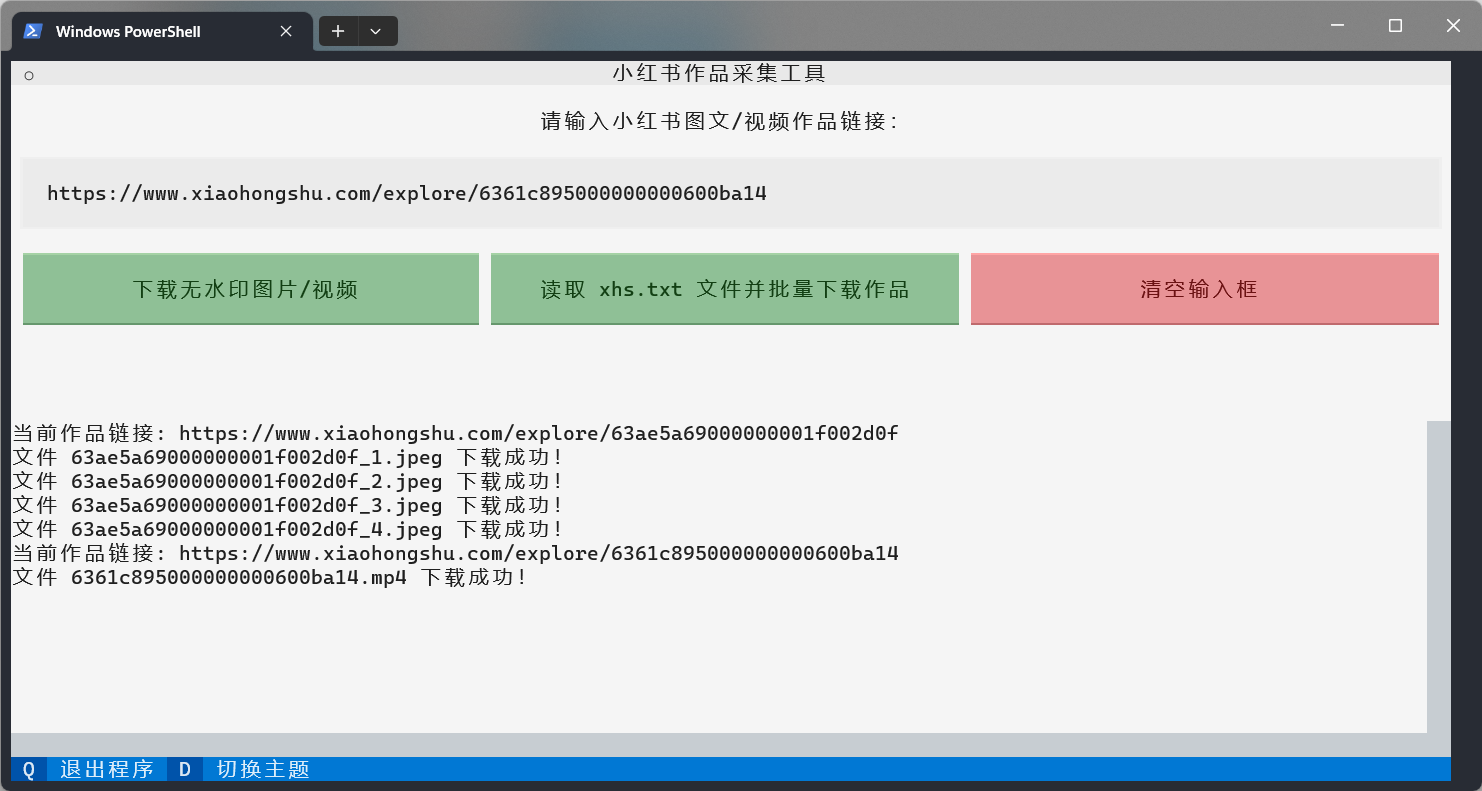 Windows PowerShell
小红书作品采集工具
请输入小红书图文/视频作品链接:
https://www.xiaohongshu.com/explore/6361c895000000000600ba14
下载无水印图片/视频 读取 xhs.txt 文件并批量下载作品 清空输入框
当前作品链接: https://www.xiaohongshu.com/explore/63ae5a69000000001f002d0f
文件 63ae5a69000000001f002d0f_1.jpeg 下载成功!
文件 63ae5a69000000001f002d0f_2.jpeg 下载成功!
文件 63ae5a69000000001f002d0f_3.jpeg 下载成功!
文件 63ae5a69000000001f002d0f_4.jpeg 下载成功!
当前作品链接: https://www.xiaohongshu.com/explore/6361c895000000000600ba14
文件 6361c895000000000600ba14.mp4 下载成功!
Q 退出程序 D 切换主题